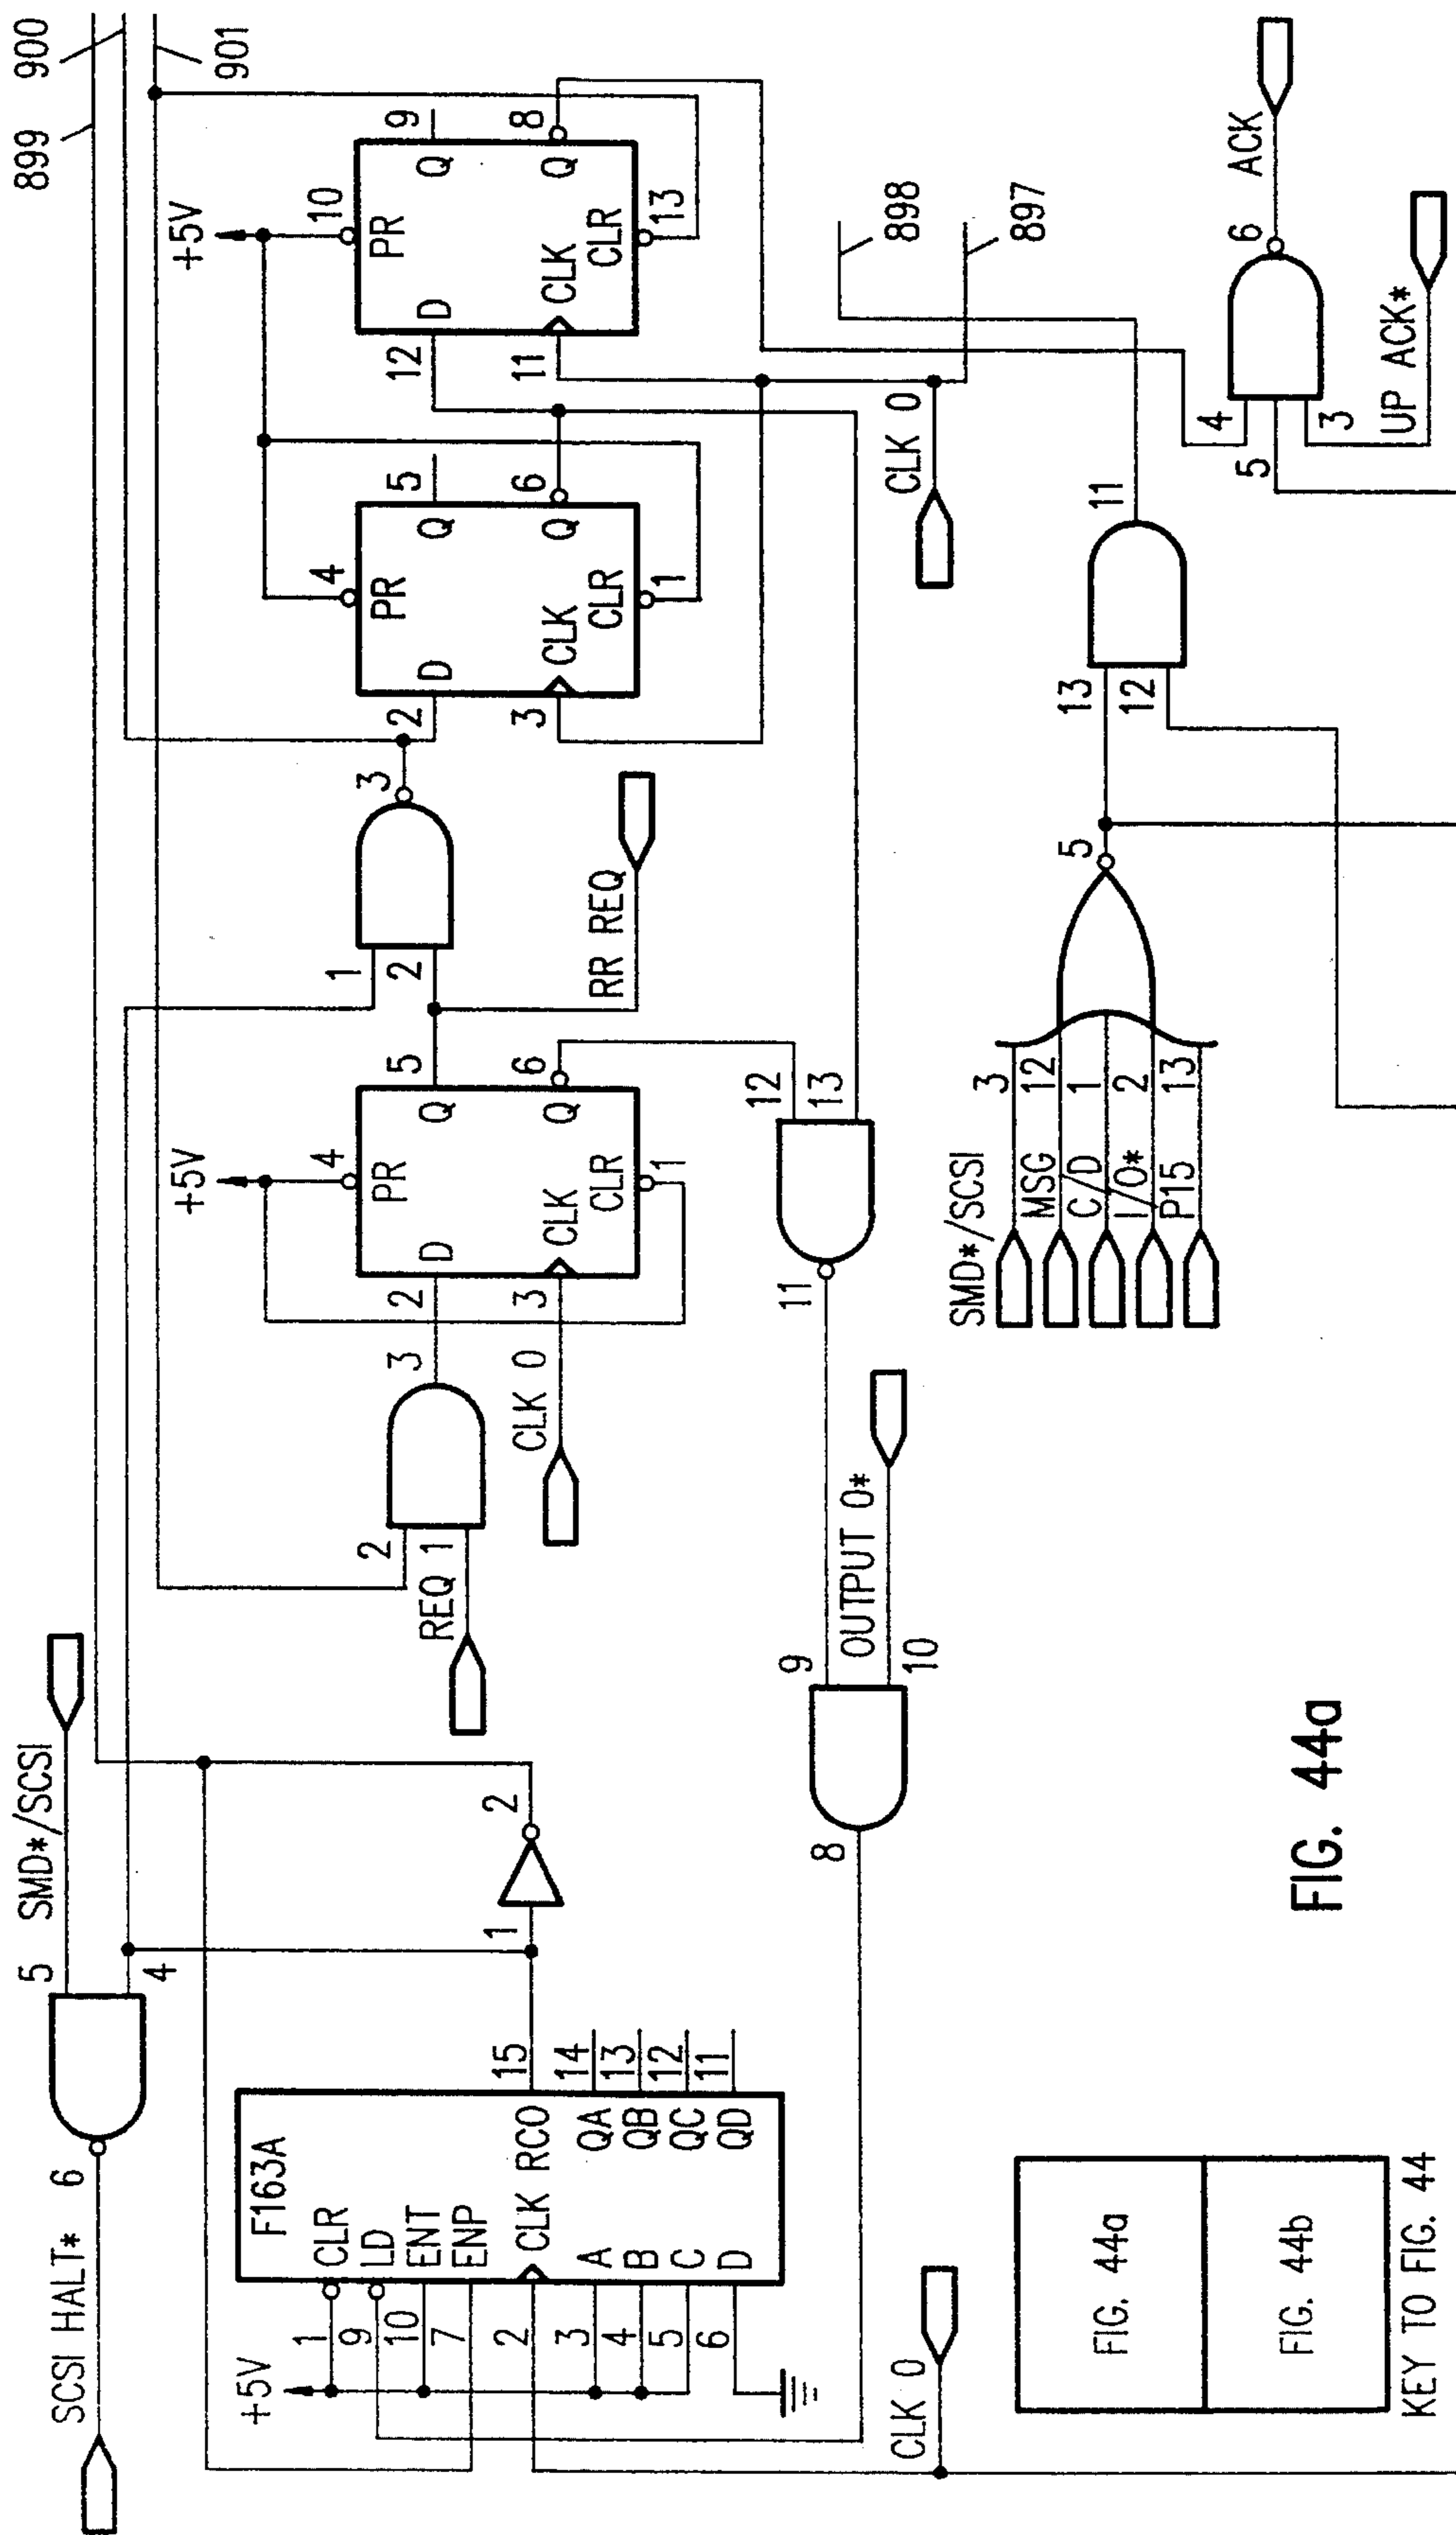 SCSI HALT* 6
5 SMD*/SCSI
4
899
900
901
F163A
+5V
1 CLR
9 LD
10 ENT
7 ENP
2 CLK RCO 15
3 A QA 14
4 B QB 13
5 C QC 12
6 D QD 11
1 2
CLK 0
2
REQ 1
3
CLK 0
+5V
4
PR
2 D Q 5
3 CLK Q 6
CLR
1
1
2
3
RR REQ
4
PR
2 D Q 5
3 CLK Q 6
CLR
1
+5V
10
PR
12 D Q 9
11 CLK Q 8
CLR
13
8
9
OUTPUT 0*
10
11
12
13
CLK 0
898
897
SMD*/SCSI 3
MSG 12
C/D 1
I/O* 2
P15 13
5
13
12
11
4
5
3
UP ACK*
6 ACK
FIG. 44a
FIG. 44b
KEY TO FIG. 44
FIG. 44a